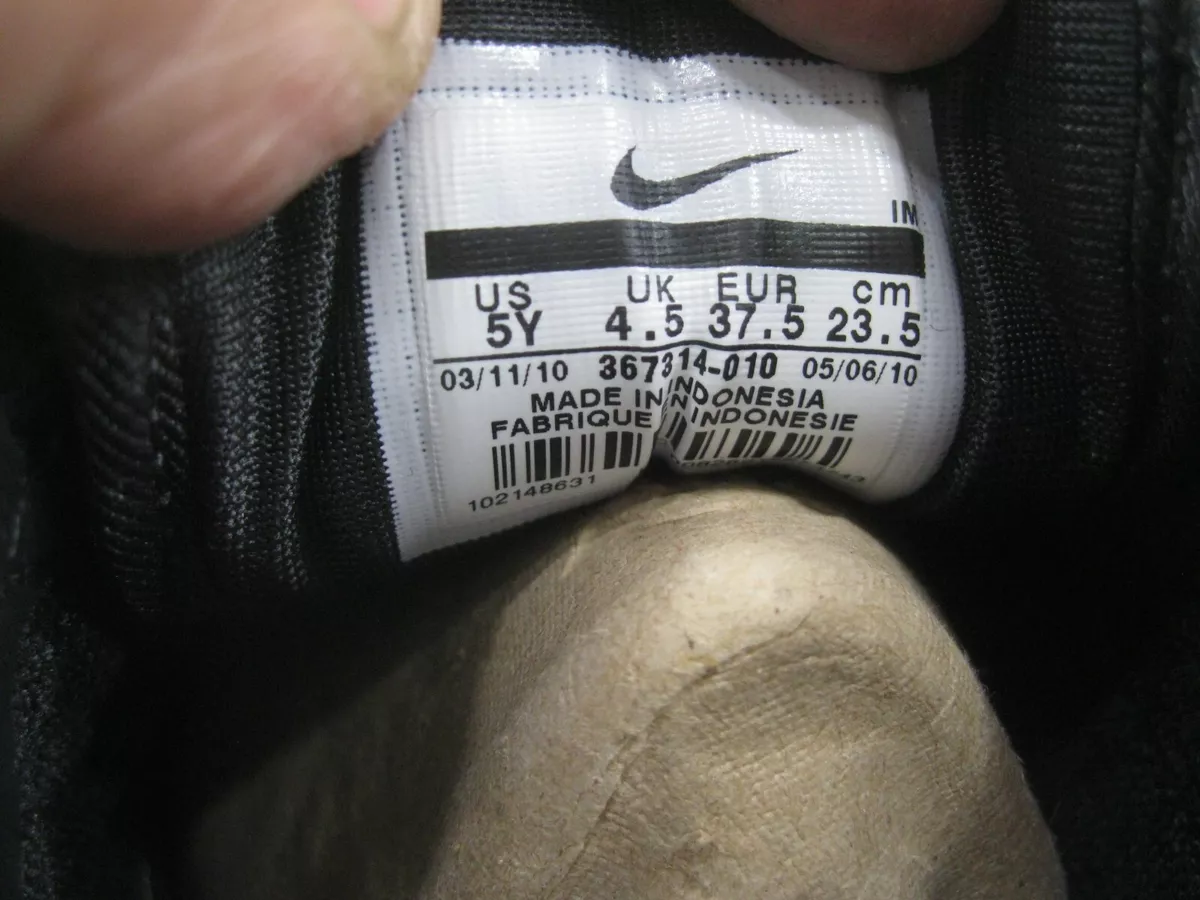 IM
US UK EUR cm
5Y 4.5 37.5 23.5
03/11/10 367314-010 05/06/10
MADE IN INDONESIA
FABRIQUE EN INDONESIE
102148631